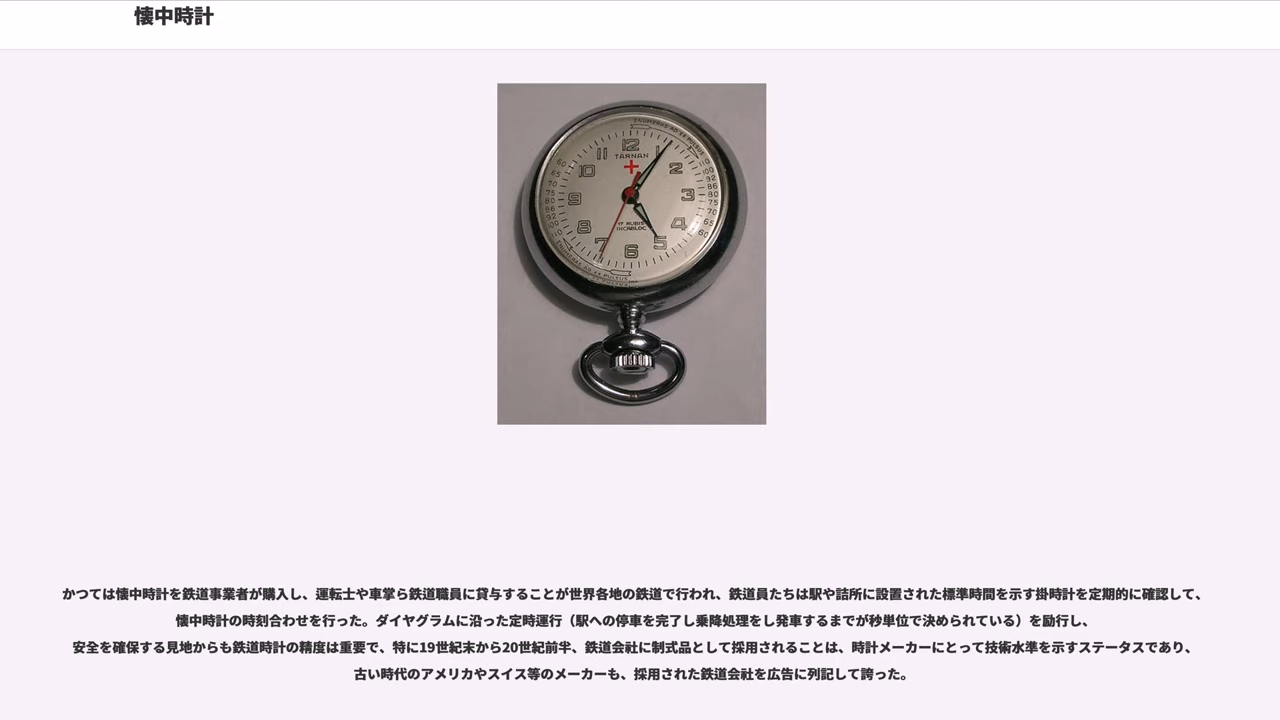 懐中時計
TARNAN
17 RUBIS
INCABLOC
12
1
2
3
4
5
6
7
8
9
10
11
かつては懐中時計を鉄道事業者が購入し、運転士や車掌ら鉄道職員に貸与することが世界各地の鉄道で行われ、鉄道員たちは駅や詰所に設置された標準時間を示す掛時計を定期的に確認して、
懐中時計の時刻合わせを行った。ダイヤグラムに沿った定時運行（駅への停車を完了し乗降処理をし発車するまでが秒単位で決められている）を励行し、
安全を確保する見地からも鉄道時計の精度は重要で、特に19世紀末から20世紀前半、鉄道会社に制式品として採用されることは、時計メーカーにとって技術水準を示すステータスであり、
古い時代のアメリカやスイス等のメーカーも、採用された鉄道会社を広告に列記して誇った。